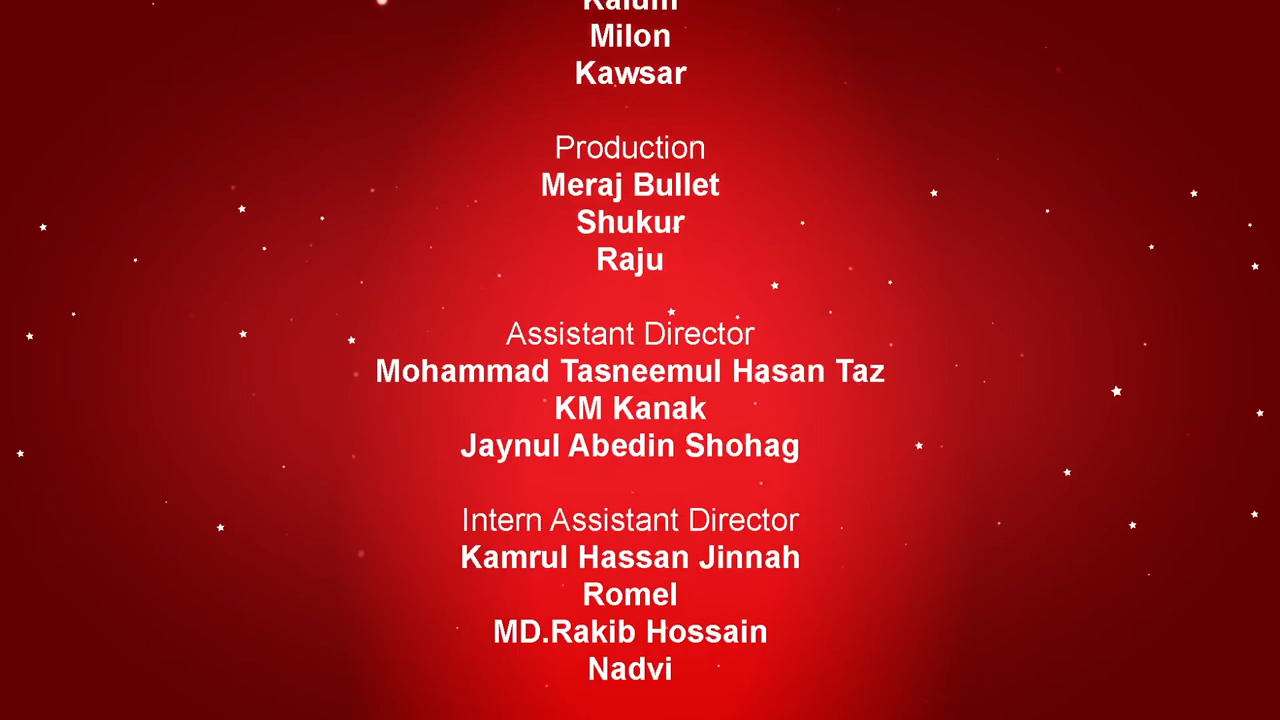 Milon
Kawsar
Production
Meraj Bullet
Shukur
Raju
Assistant Director
Mohammad Tasneemul Hasan Taz
KM Kanak
Jaynul Abedin Shohag
Intern Assistant Director
Kamrul Hassan Jinnah
Romel
MD.Rakib Hossain
Nadvi